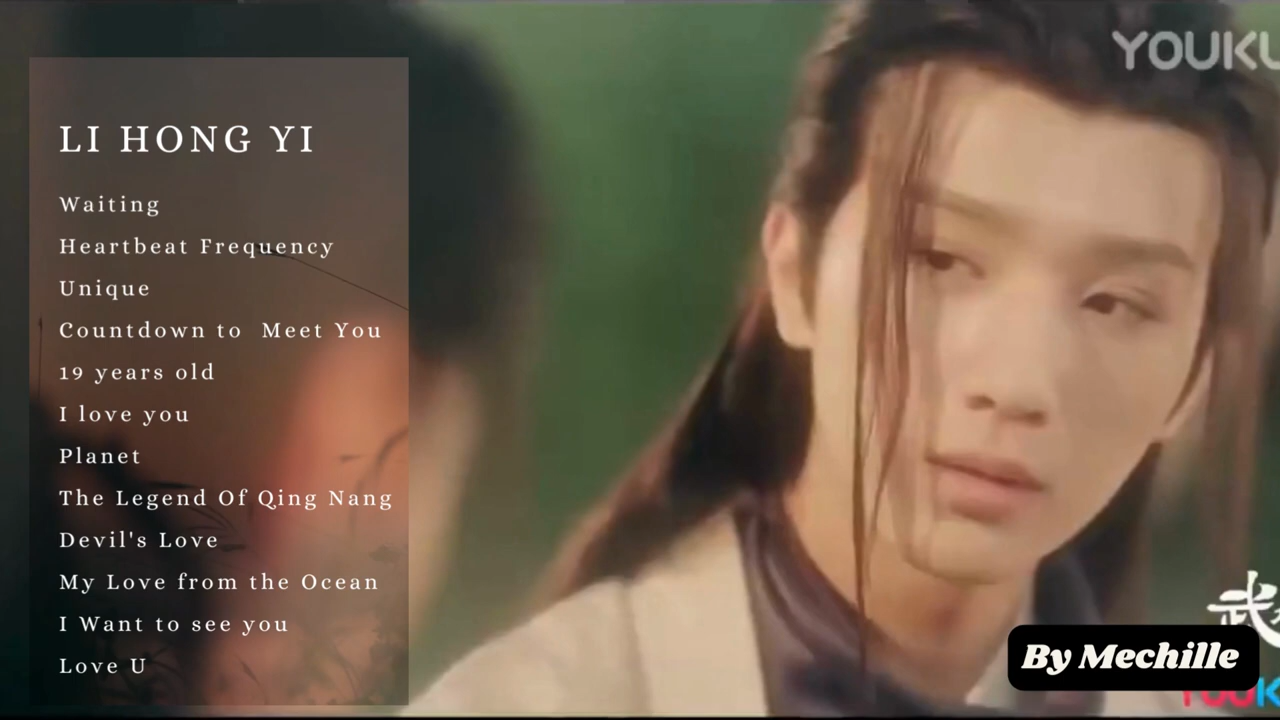 LI HONG YI
Waiting
Heartbeat Frequency
Unique
Countdown to  Meet You
19 years old
I love you
Planet
The Legend Of Qing Nang
Devil's Love
My Love from the Ocean
I Want to see you
Love U
YOUKU
武
By Mechille